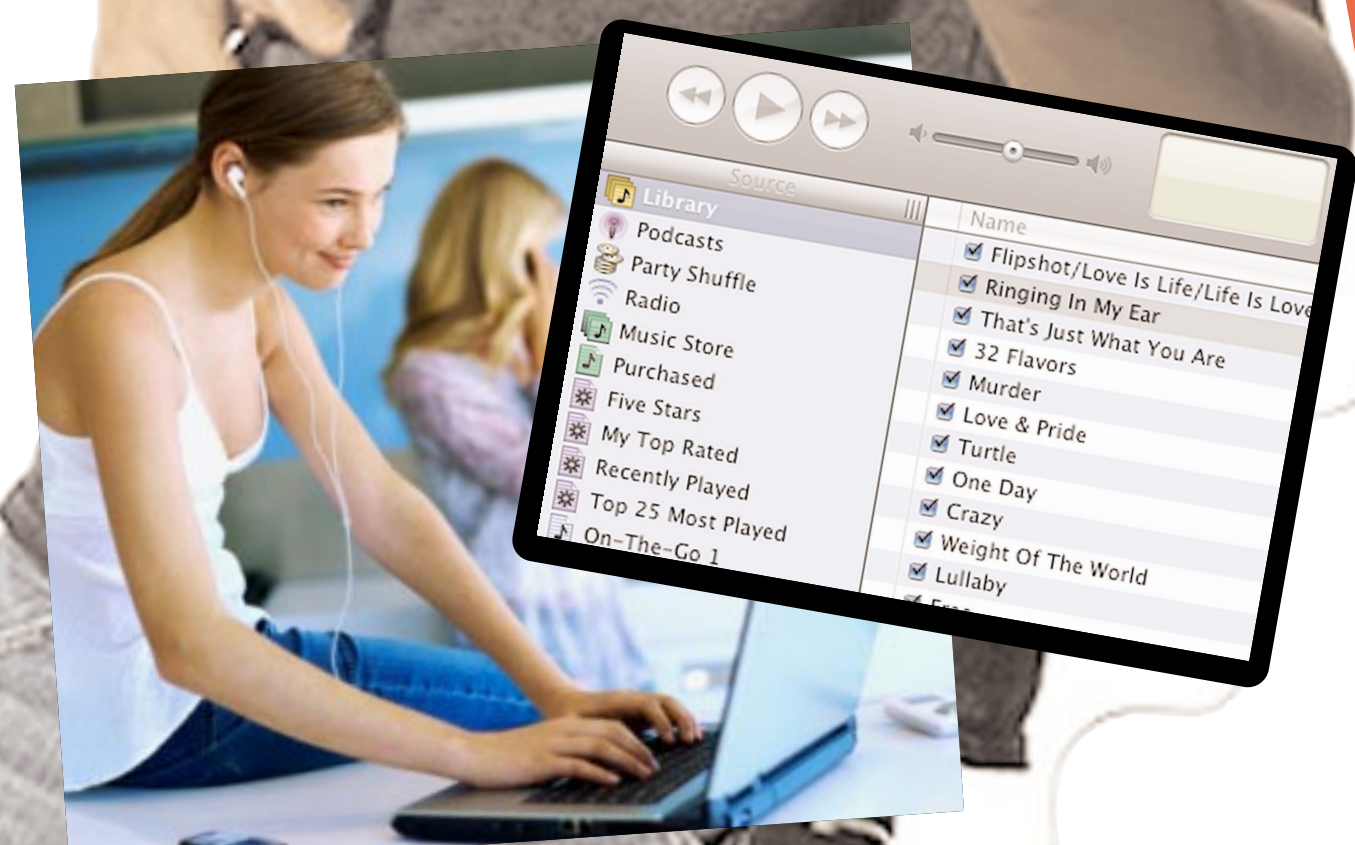 Source
Library
Podcasts
Party Shuffle
Radio
Music Store
Purchased
Five Stars
My Top Rated
Recently Played
Top 25 Most Played
On-The-Go 1
Name
Flipshot/Love Is Life/Life Is Love
Ringing In My Ear
That's Just What You Are
32 Flavors
Murder
Love & Pride
Turtle
One Day
Crazy
Weight Of The World
Lullaby